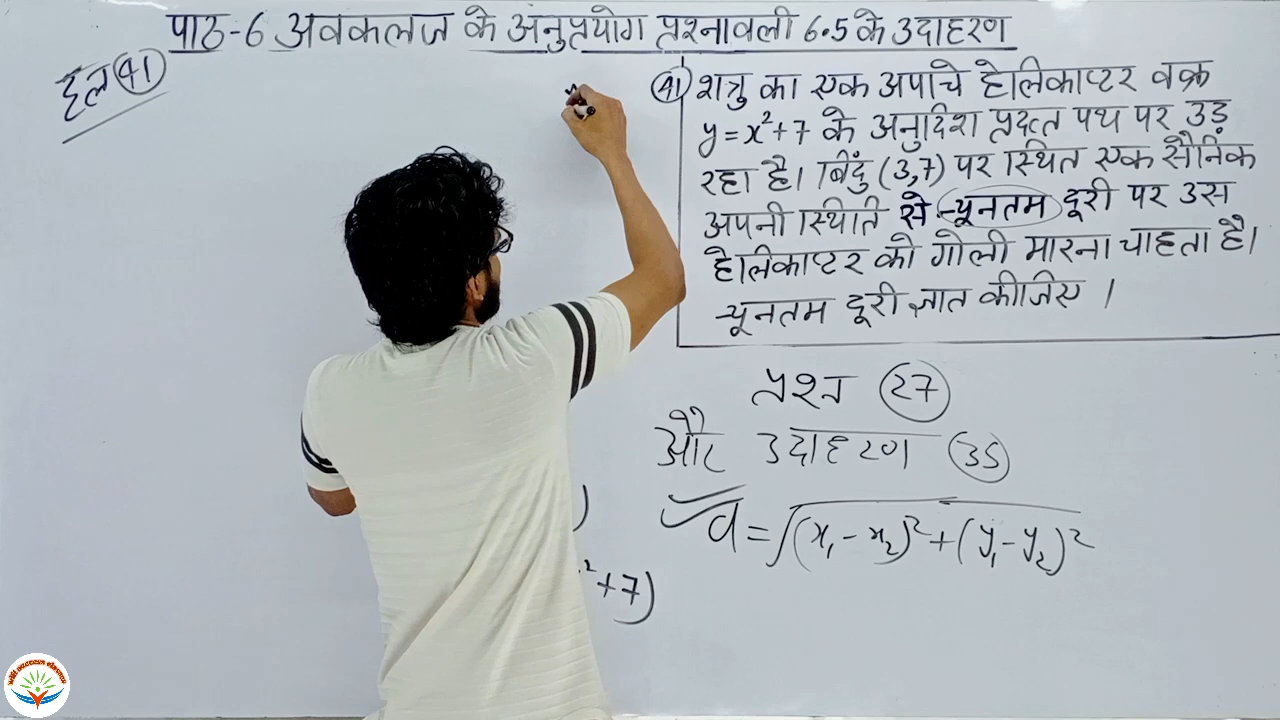 पाठ-6 अवकलज के अनुप्रयोग प्रश्नावली 6.5 के उदाहरण
हल 41
41 शत्रु का एक अपाचे हेलिकाप्टर वक्र
y = x²+7 के अनुदिश प्रदत्त पथ पर उड़
रहा है। बिंदु (3,7) पर स्थित एक सैनिक
अपनी स्थिति से न्यूनतम दूरी पर उस
हेलिकाप्टर को गोली मारना चाहता है।
न्यूनतम दूरी ज्ञात कीजिए ।
प्रश्न 27
और उदाहरण 35
d = √(x₁ - x₂)² + (y₁ - y₂)²
)
² + 7)